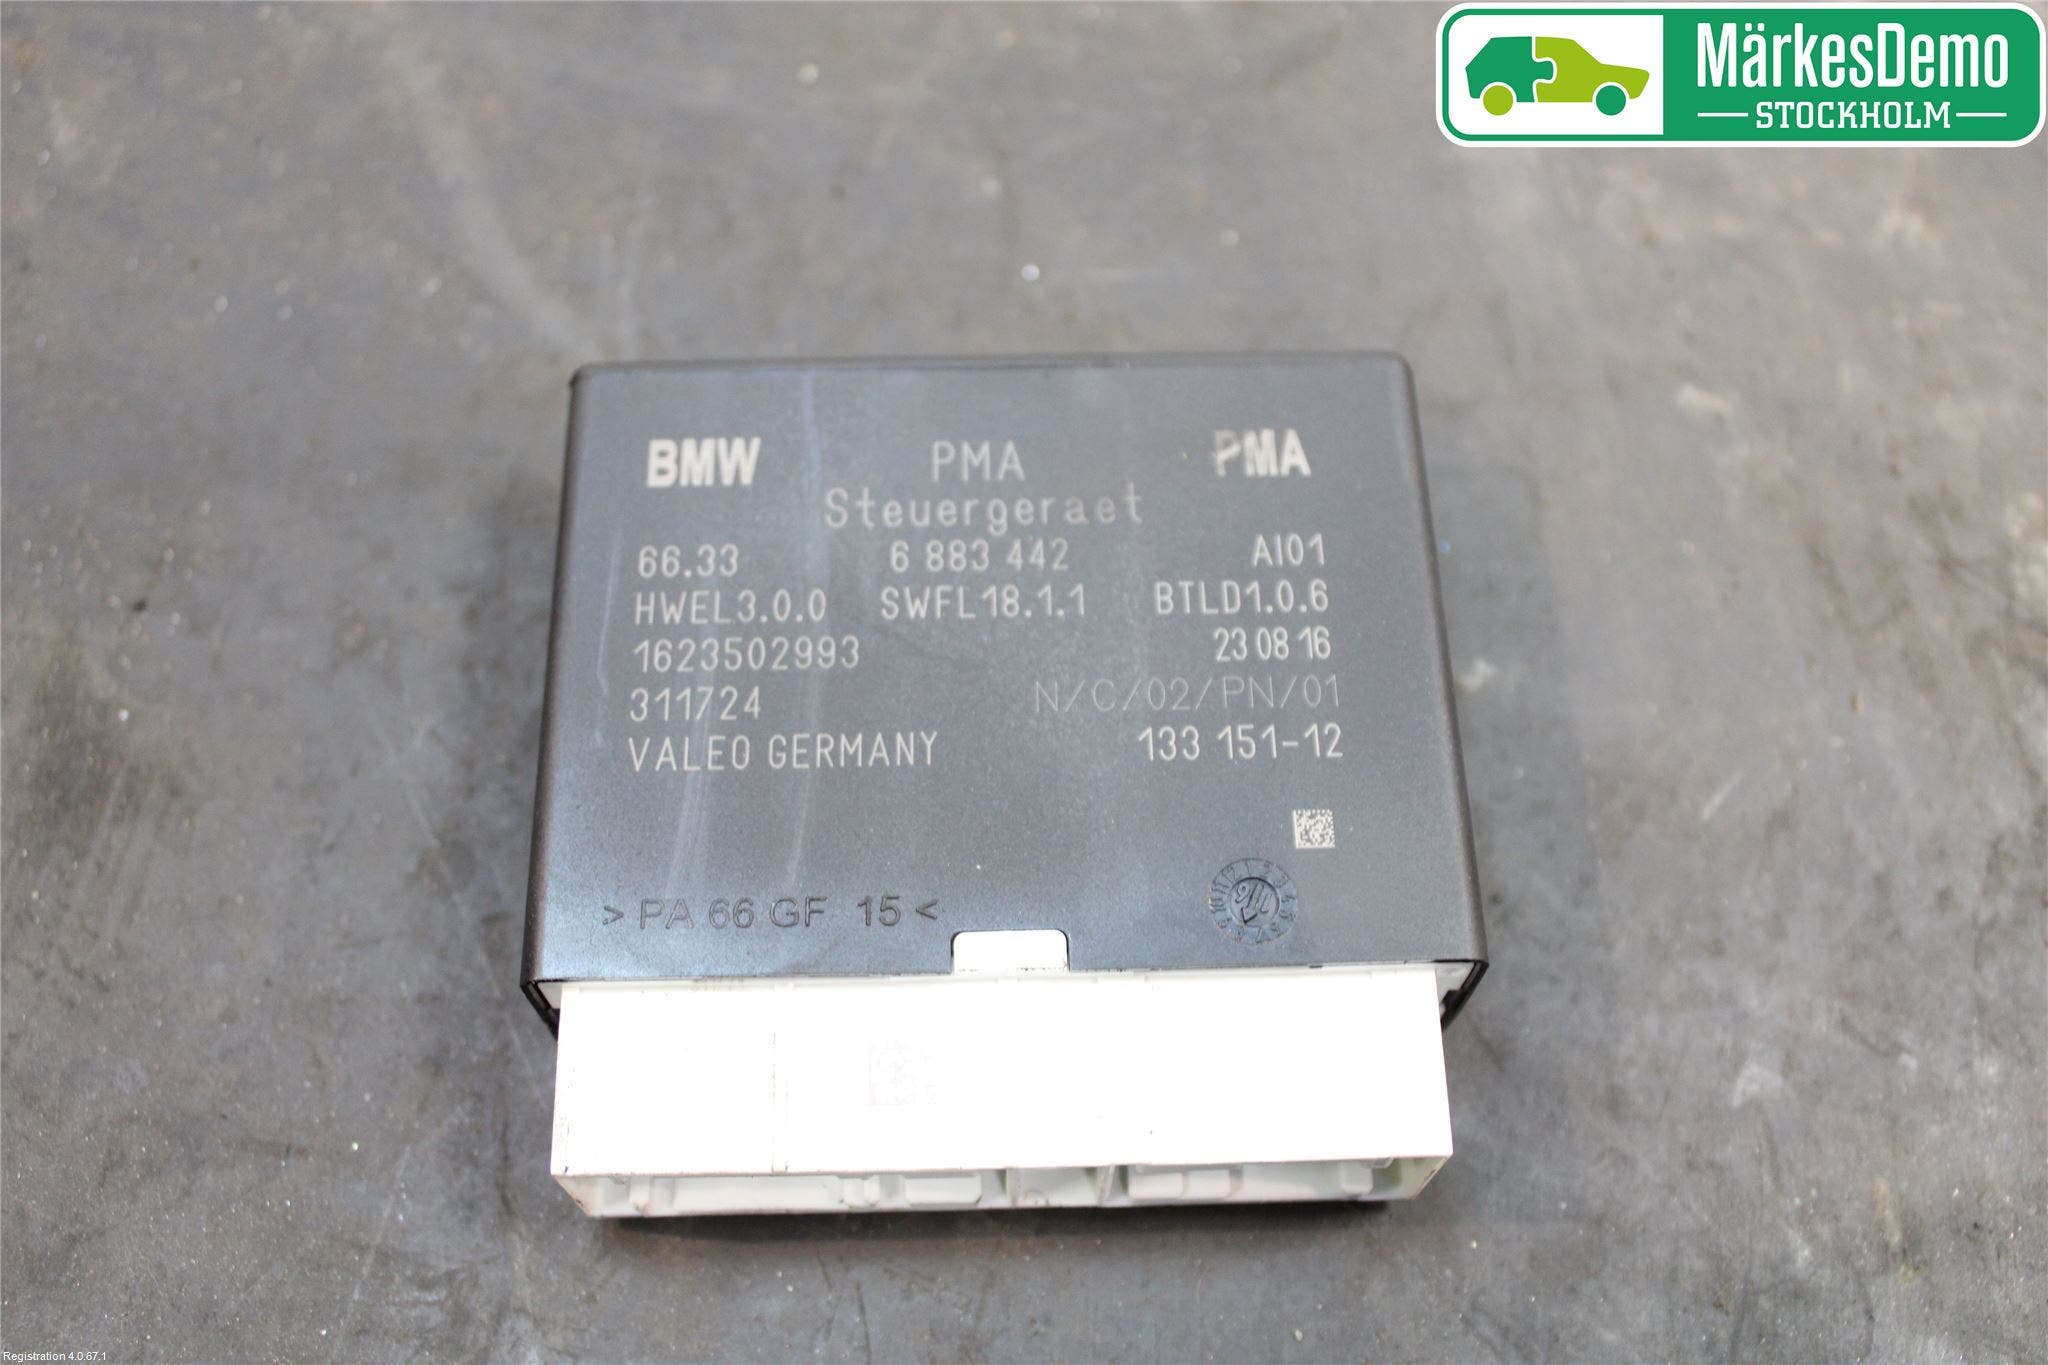 MärkesDemo
STOCKHOLM
BMW PMA PMA
Steuergeraet
66.33 6 883 442 AI01
HWEL3.0.0 SWFL18.1.1 BTLD1.0.6
1623502993 23 08 16
311724 N/C/02/PN/01
VALEO GERMANY 133 151-12
> PA 66 GF 15 <
Registration 4.0.67.1